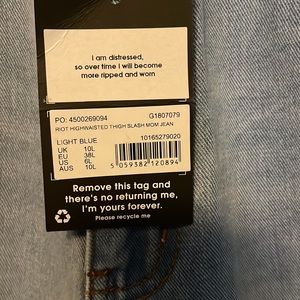 I am distressed,
so over time I will become
more ripped and worn
PO: 4500269094 G1807079
RIOT HIGHWAISTED THIGH SLASH MOM JEAN
LIGHT BLUE 10165279020
UK 10L
EU 38L
US 6L
AUS 10L
5 059382 120894
Remove this tag and
there's no returning me,
I'm yours forever.
Please recycle me